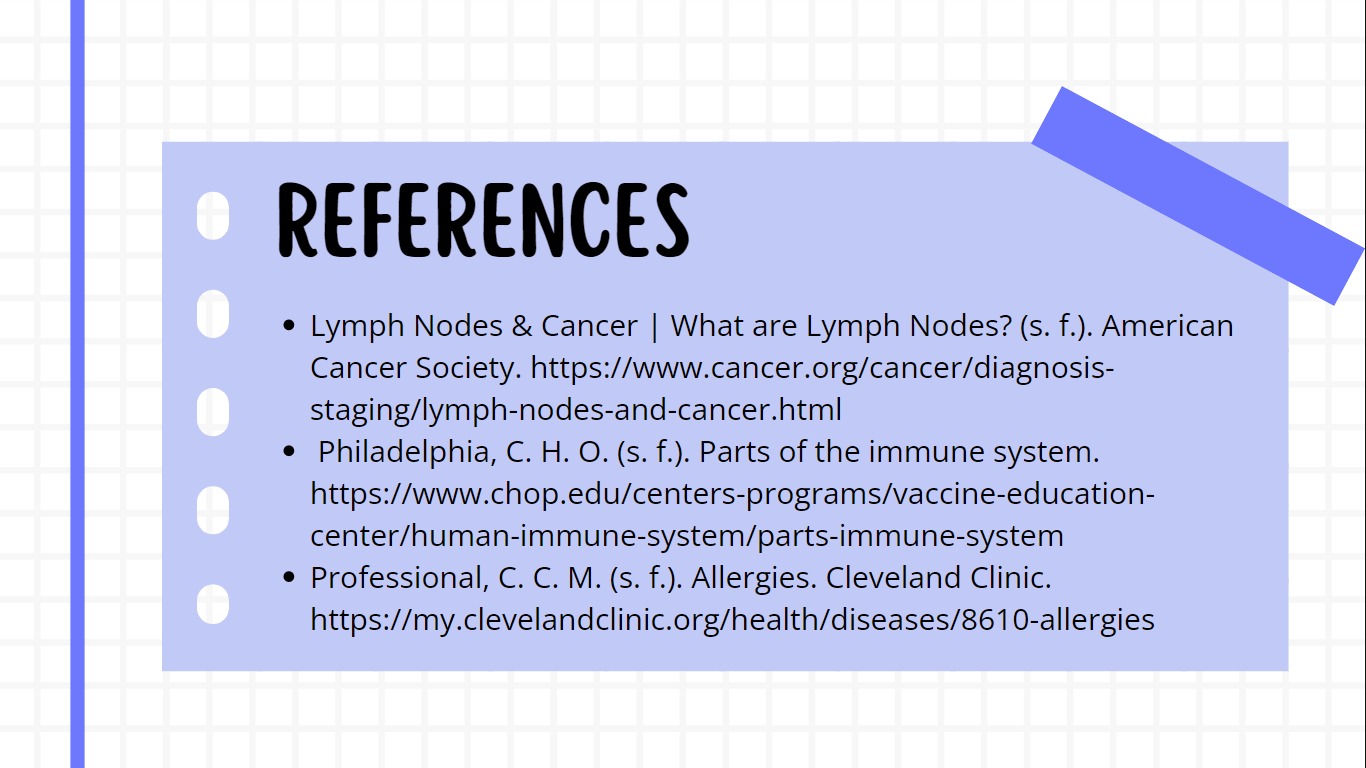 REFERENCES
• Lymph Nodes & Cancer | What are Lymph Nodes? (s. f.). American
Cancer Society. https://www.cancer.org/cancer/diagnosis-
staging/lymph-nodes-and-cancer.html
• Philadelphia, C. H. O. (s. f.). Parts of the immune system.
https://www.chop.edu/centers-programs/vaccine-education-
center/human-immune-system/parts-immune-system
• Professional, C. C. M. (s. f.). Allergies. Cleveland Clinic.
https://my.clevelandclinic.org/health/diseases/8610-allergies